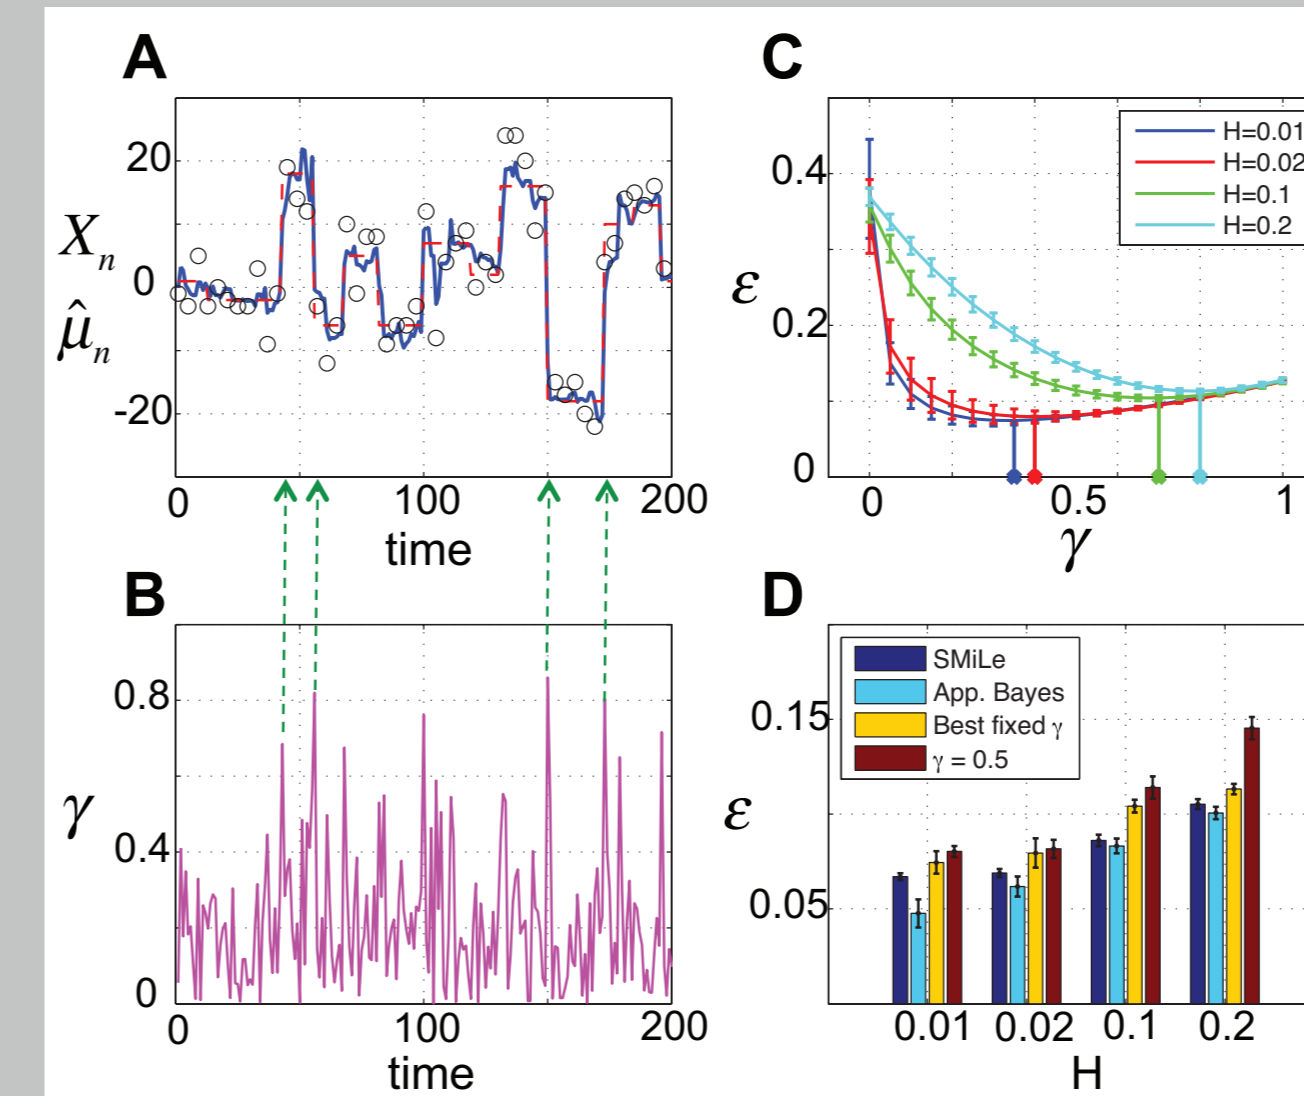 A
20
0
-20
X_n
μ̂_n
0
100
200
time
B
0.8
0.4
0
γ
0
100
200
time
C
0.4
0.2
0
ε
H=0.01
H=0.02
H=0.1
H=0.2
0
0.5
1
γ
D
SMiLe
App. Bayes
Best fixed γ
γ = 0.5
0.15
0.05
ε
0.01
0.02
0.1
0.2
H